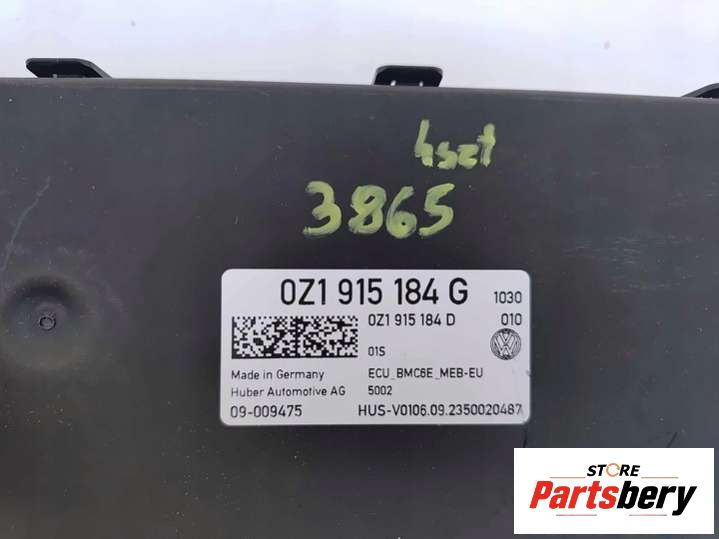 4szt
3865
0Z1 915 184 G 1030
0Z1 915 184 D 010
01S
Made in Germany ECU_BMC6E_MEB-EU
Huber Automotive AG 5002
09-009475 HUS-V0106.09.2350020487
STORE
Partsbery